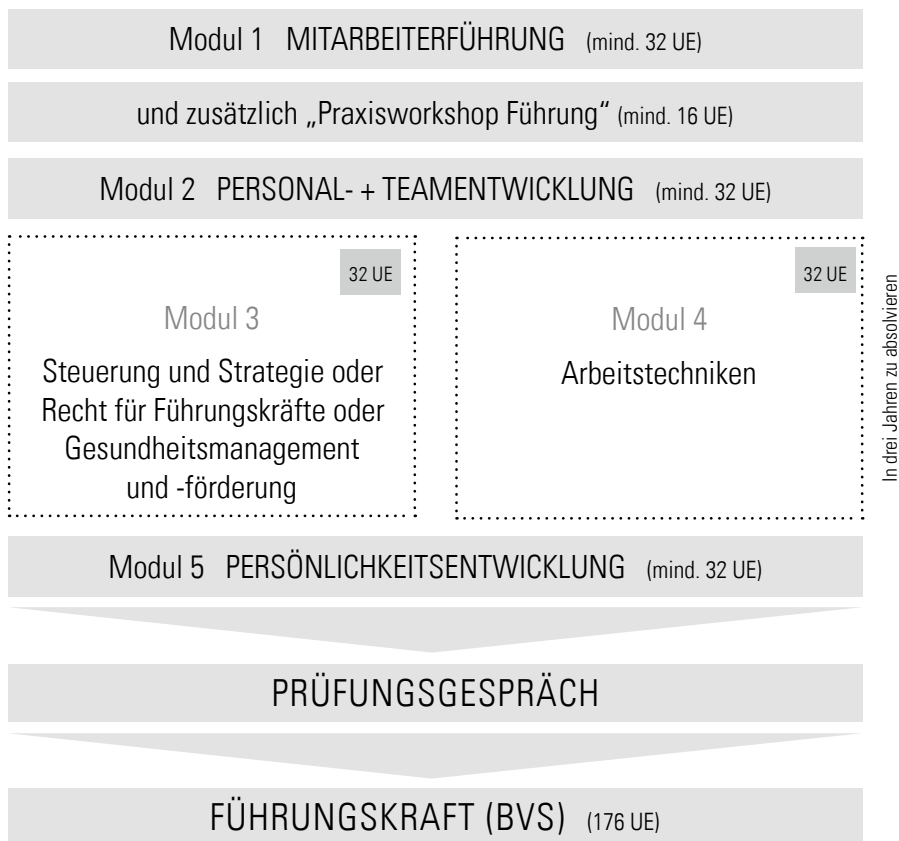 Modul 1 MITARBEITERFÜHRUNG (mind. 32 UE)
und zusätzlich „Praxisworkshop Führung“ (mind. 16 UE)
Modul 2 PERSONAL- + TEAMENTWICKLUNG (mind. 32 UE)
32 UE
Modul 3
Steuerung und Strategie oder
Recht für Führungskräfte oder
Gesundheitsmanagement
und -förderung
32 UE
Modul 4
Arbeitstechniken
In drei Jahren zu absolvieren
Modul 5 PERSÖNLICHKEITSENTWICKLUNG (mind. 32 UE)
PRÜFUNGSGESPRÄCH
FÜHRUNGSKRAFT (BVS) (176 UE)